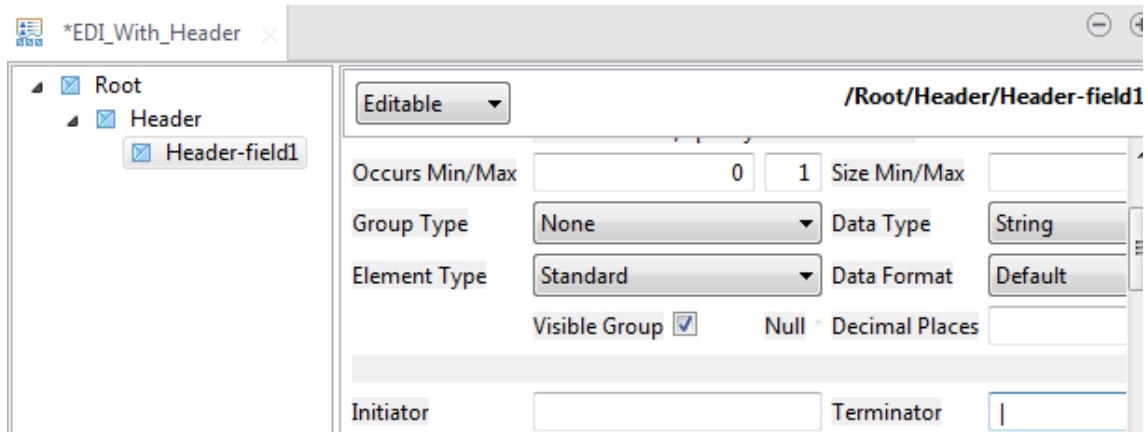 *EDI_With_Header
Root
Header
Header-field1
Editable
/Root/Header/Header-field1
Occurs Min/Max 0 1 Size Min/Max
Group Type None Data Type String
Element Type Standard Data Format Default
Visible Group Null Decimal Places
Initiator Terminator |